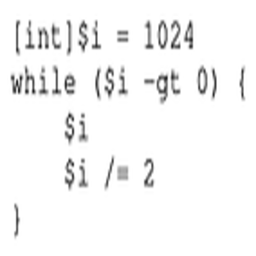 [int]$i = 1024
while ($i -gt 0) {
    $i
    $i /= 2
}